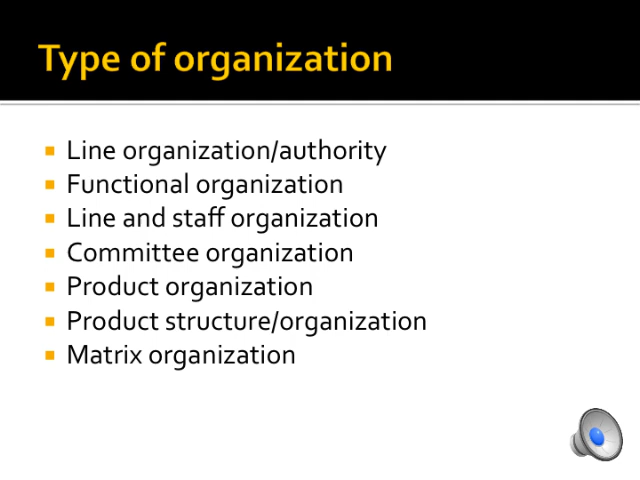 Type of organization
Line organization/authority
Functional organization
Line and staff organization
Committee organization
Product organization
Product structure/organization
Matrix organization